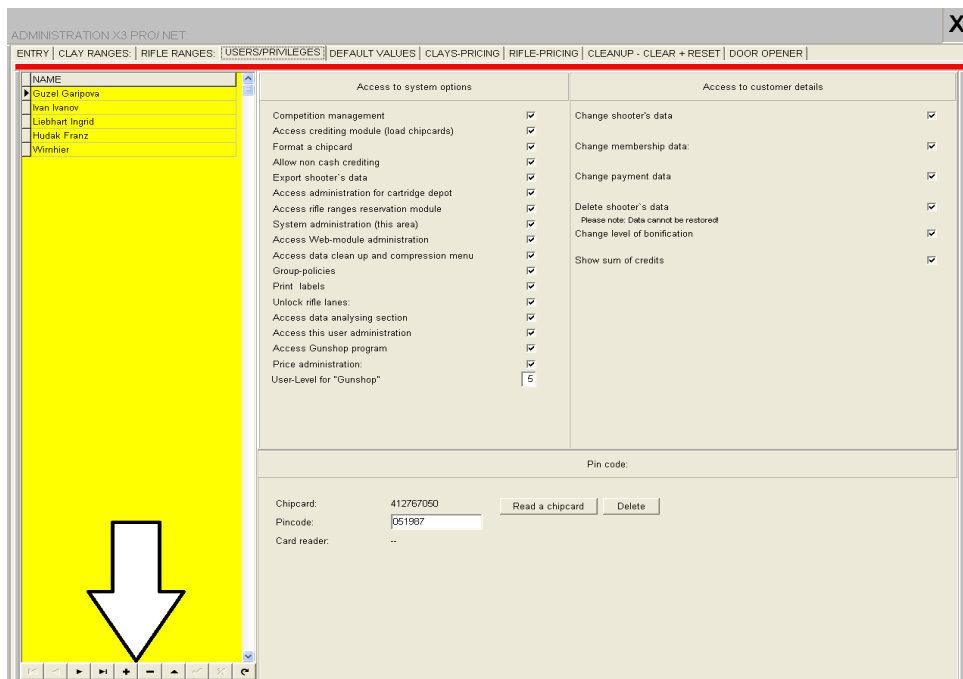 X
ADMINISTRATION X3 PRO/.NET:
ENTRY CLAY RANGES: RIFLE RANGES: USERS/PRIVILEGES DEFAULT VALUES CLAYS-PRICING RIFLE-PRICING CLEANUP - CLEAR + RESET DOOR OPENER
NAME
Guzel Garipova
Ivan Ivanov
Liebhart Ingrid
Hudak Franz
Wirnhier
Access to system options
Competition management
Access crediting module (load chipcards)
Format a chipcard
Allow non cash crediting
Export shooter`s data
Access administration for cartridge depot
Access rifle ranges reservation module
System administration (this area)
Access Web-module administration
Access data clean up and compression menu
Group-policies
Print labels
Unlock rifle lanes:
Access data analysing section
Access this user administration
Access Gunshop program
Price administration:
User-Level for "Gunshop" 5
Access to customer details
Change shooter's data
Change membership data:
Change payment data
Delete shooter`s data
Please note: Data cannot be restored!
Change level of bonification
Show sum of credits
Pin code:
Chipcard: 412767050 Read a chipcard Delete
Pincode: 051987
Card reader: --